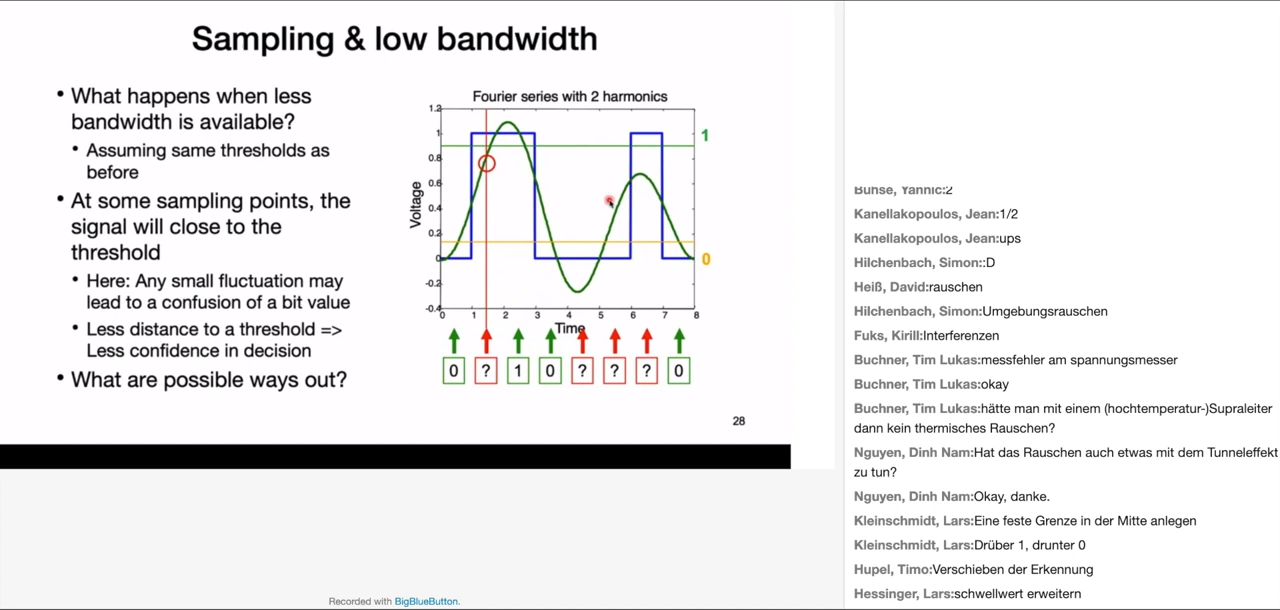 Sampling & low bandwidth
• What happens when less
bandwidth is available?
• Assuming same thresholds as
before
• At some sampling points, the
signal will close to the
threshold
• Here: Any small fluctuation may
lead to a confusion of a bit value
• Less distance to a threshold =>
Less confidence in decision
• What are possible ways out?
Fourier series with 2 harmonics
Voltage
1.2
1
0.8
0.6
0.4
0.2
0
-0.2
-0.4
0 1 2 3 4 5 6 7 8
Time
1
0
0 ? 1 0 ? ? ? 0
28
Recorded with BigBlueButton.
Bunse, Yannic:2
Kanellakopoulos, Jean:1/2
Kanellakopoulos, Jean:ups
Hilchenbach, Simon::D
Heiß, David:rauschen
Hilchenbach, Simon:Umgebungsrauschen
Fuks, Kirill:Interferenzen
Buchner, Tim Lukas:messfehler am spannungsmesser
Buchner, Tim Lukas:okay
Buchner, Tim Lukas:hätte man mit einem (hochtemperatur-)Supraleiter
dann kein thermisches Rauschen?
Nguyen, Dinh Nam:Hat das Rauschen auch etwas mit dem Tunneleffekt
zu tun?
Nguyen, Dinh Nam:Okay, danke.
Kleinschmidt, Lars:Eine feste Grenze in der Mitte anlegen
Kleinschmidt, Lars:Drüber 1, drunter 0
Hupel, Timo:Verschieben der Erkennung
Hessinger, Lars:schwellwert erweitern